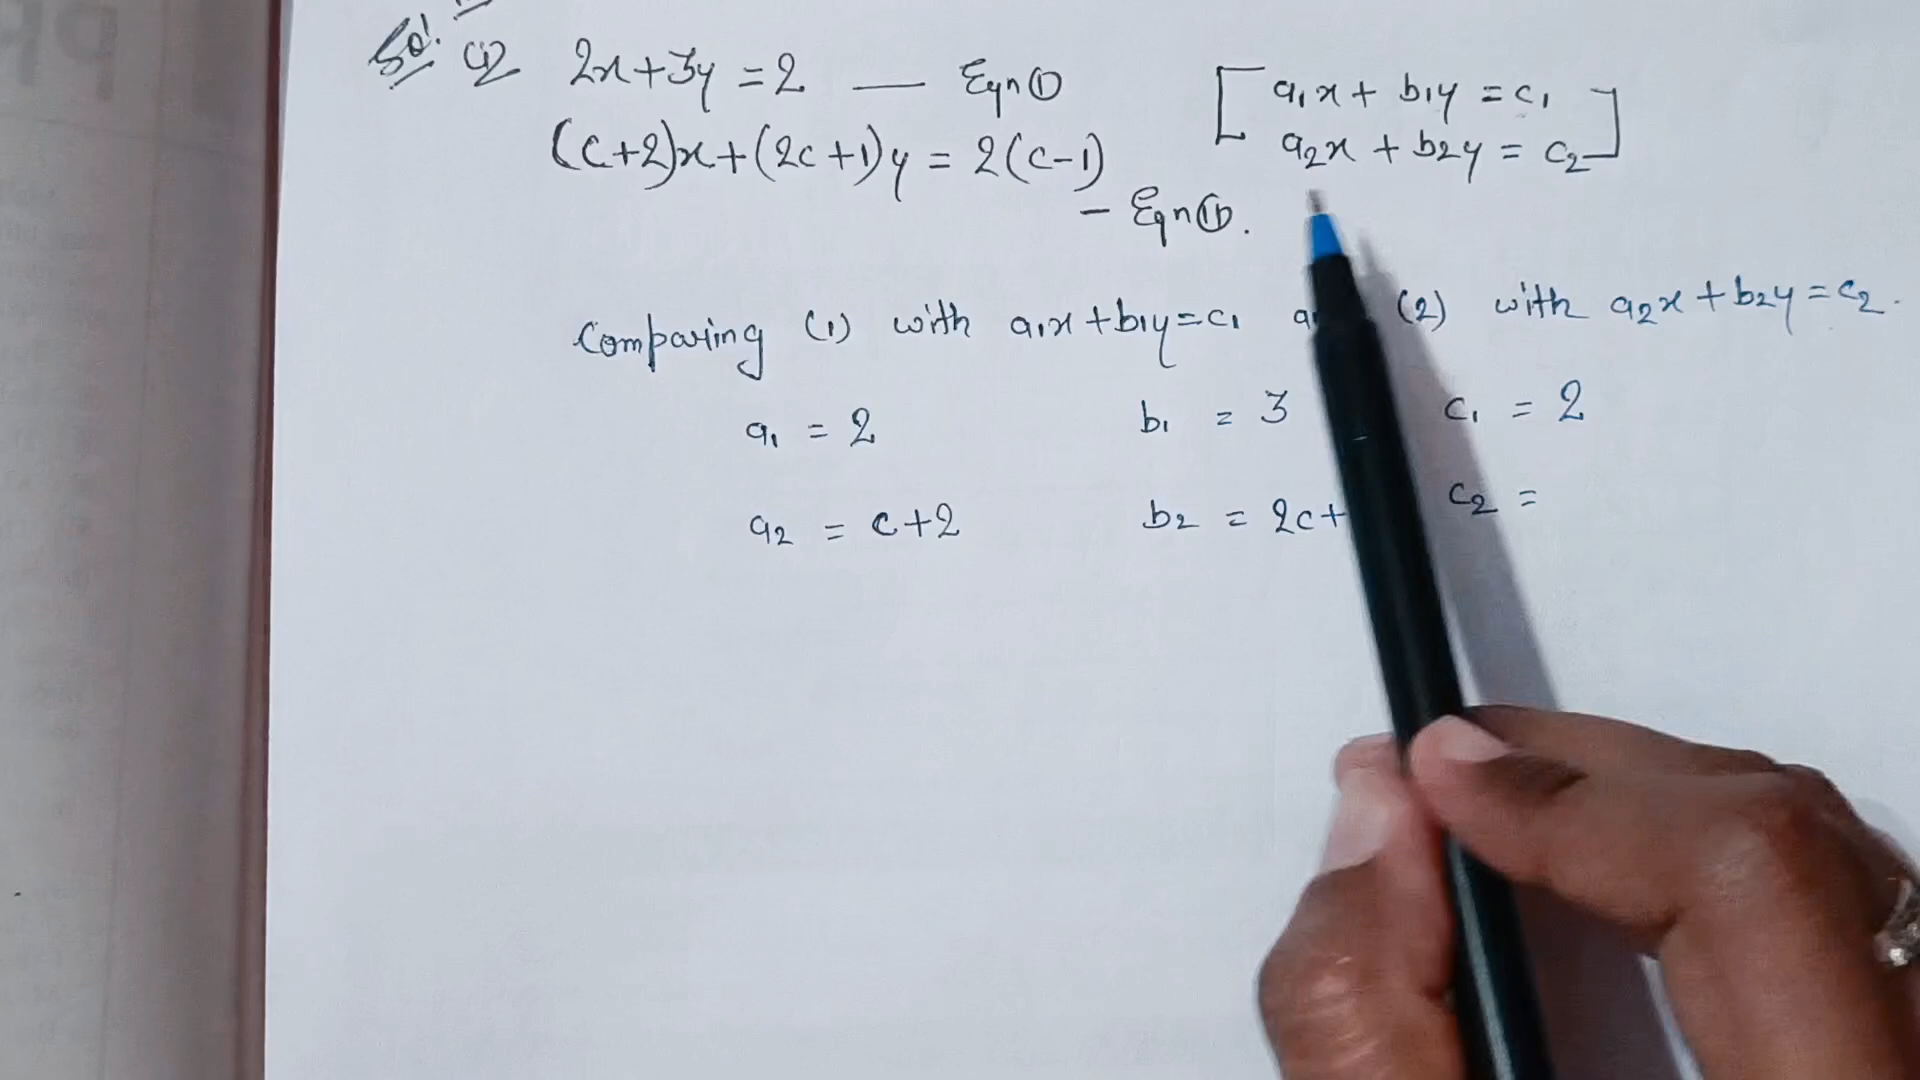 Sol. (i) 2x+3y = 2 — Eqn ①
[ a₁x + b₁y = c₁
(c+2)x+(2c+1)y = 2(c-1)
a₂x + b₂y = c₂ ]
- Eqn ⑪.
Comparing (1) with a₁x+b₁y=c₁ (2) with a₂x+b₂y=c₂.
a₁ = 2 b₁ = 3 c₁ = 2
a₂ = c+2 b₂ = 2c+ c₂ =